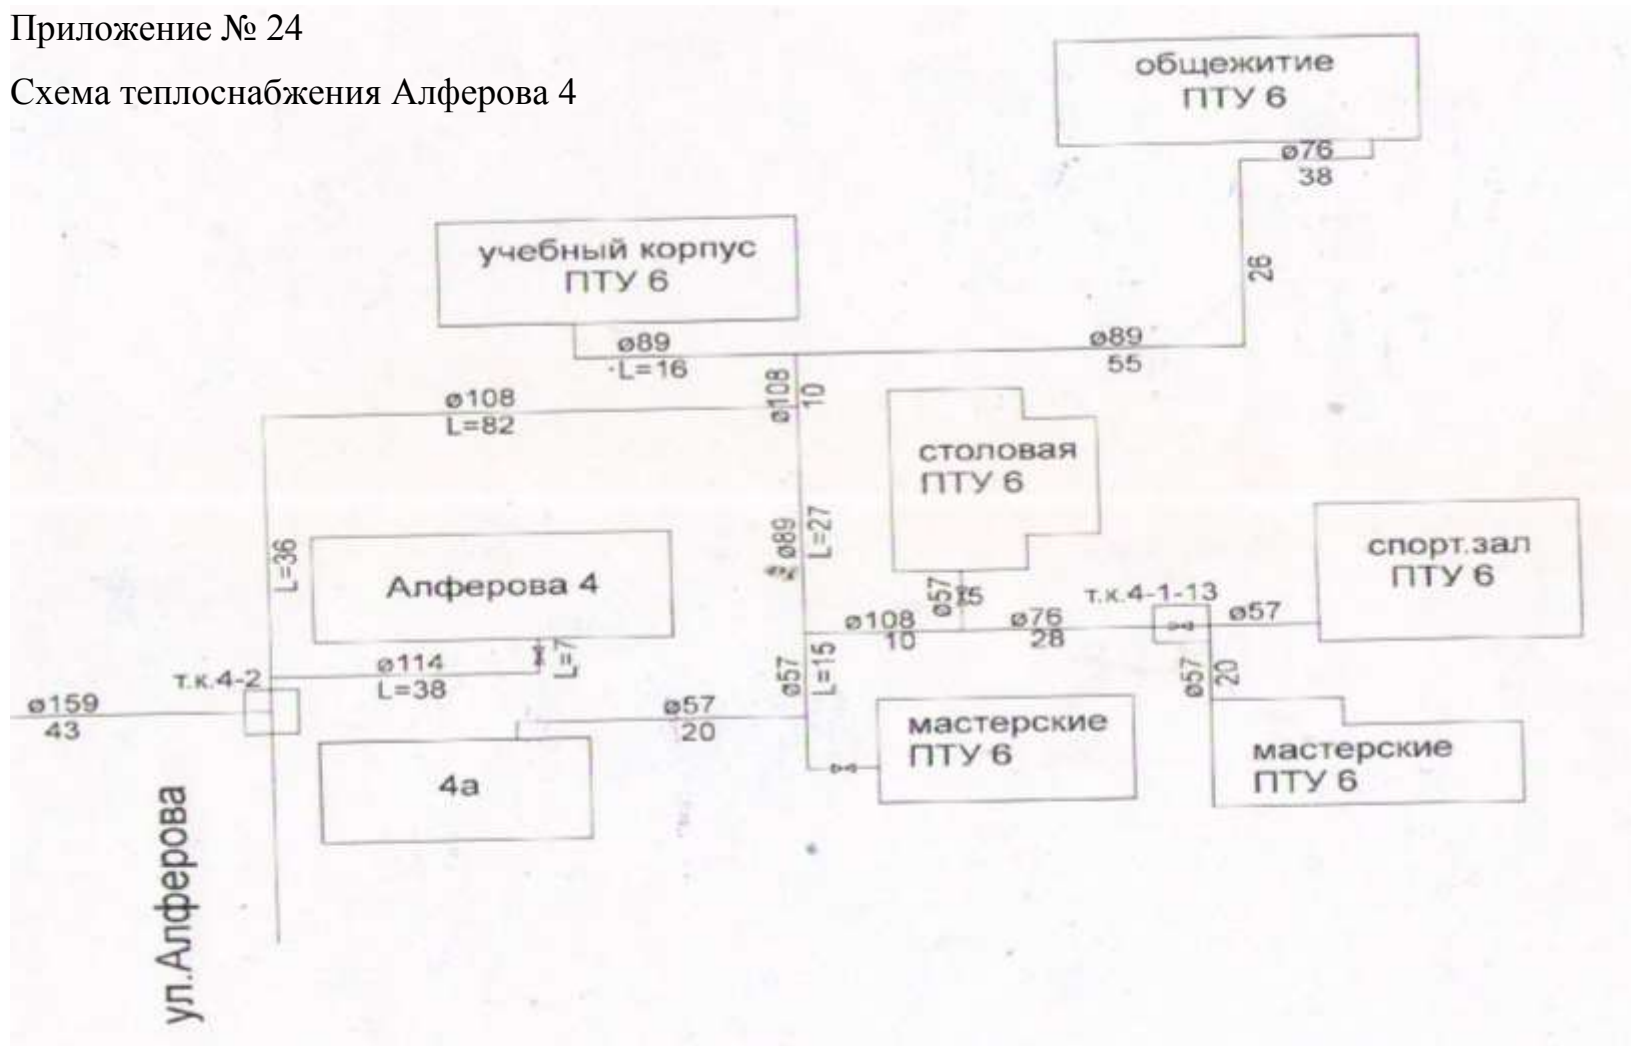 Приложение № 24
Схема теплоснабжения Алферова 4
общежитие
ПТУ 6
ø76
38
учебный корпус
ПТУ 6
26
ø89
L=16
ø89
55
ø108
10
ø108
L=82
столовая
ПТУ 6
L=36
Алферова 4
ø89
L=27
спорт.зал
ПТУ 6
ø57
т.к.4-1-13
ø108
10
ø76
28
ø57
ø114
L=38
L=7
т.к.4-2
ø57
L=15
ø57
20
ø159
43
ø57
20
мастерские
ПТУ 6
мастерские
ПТУ 6
4а
ул.Алферова